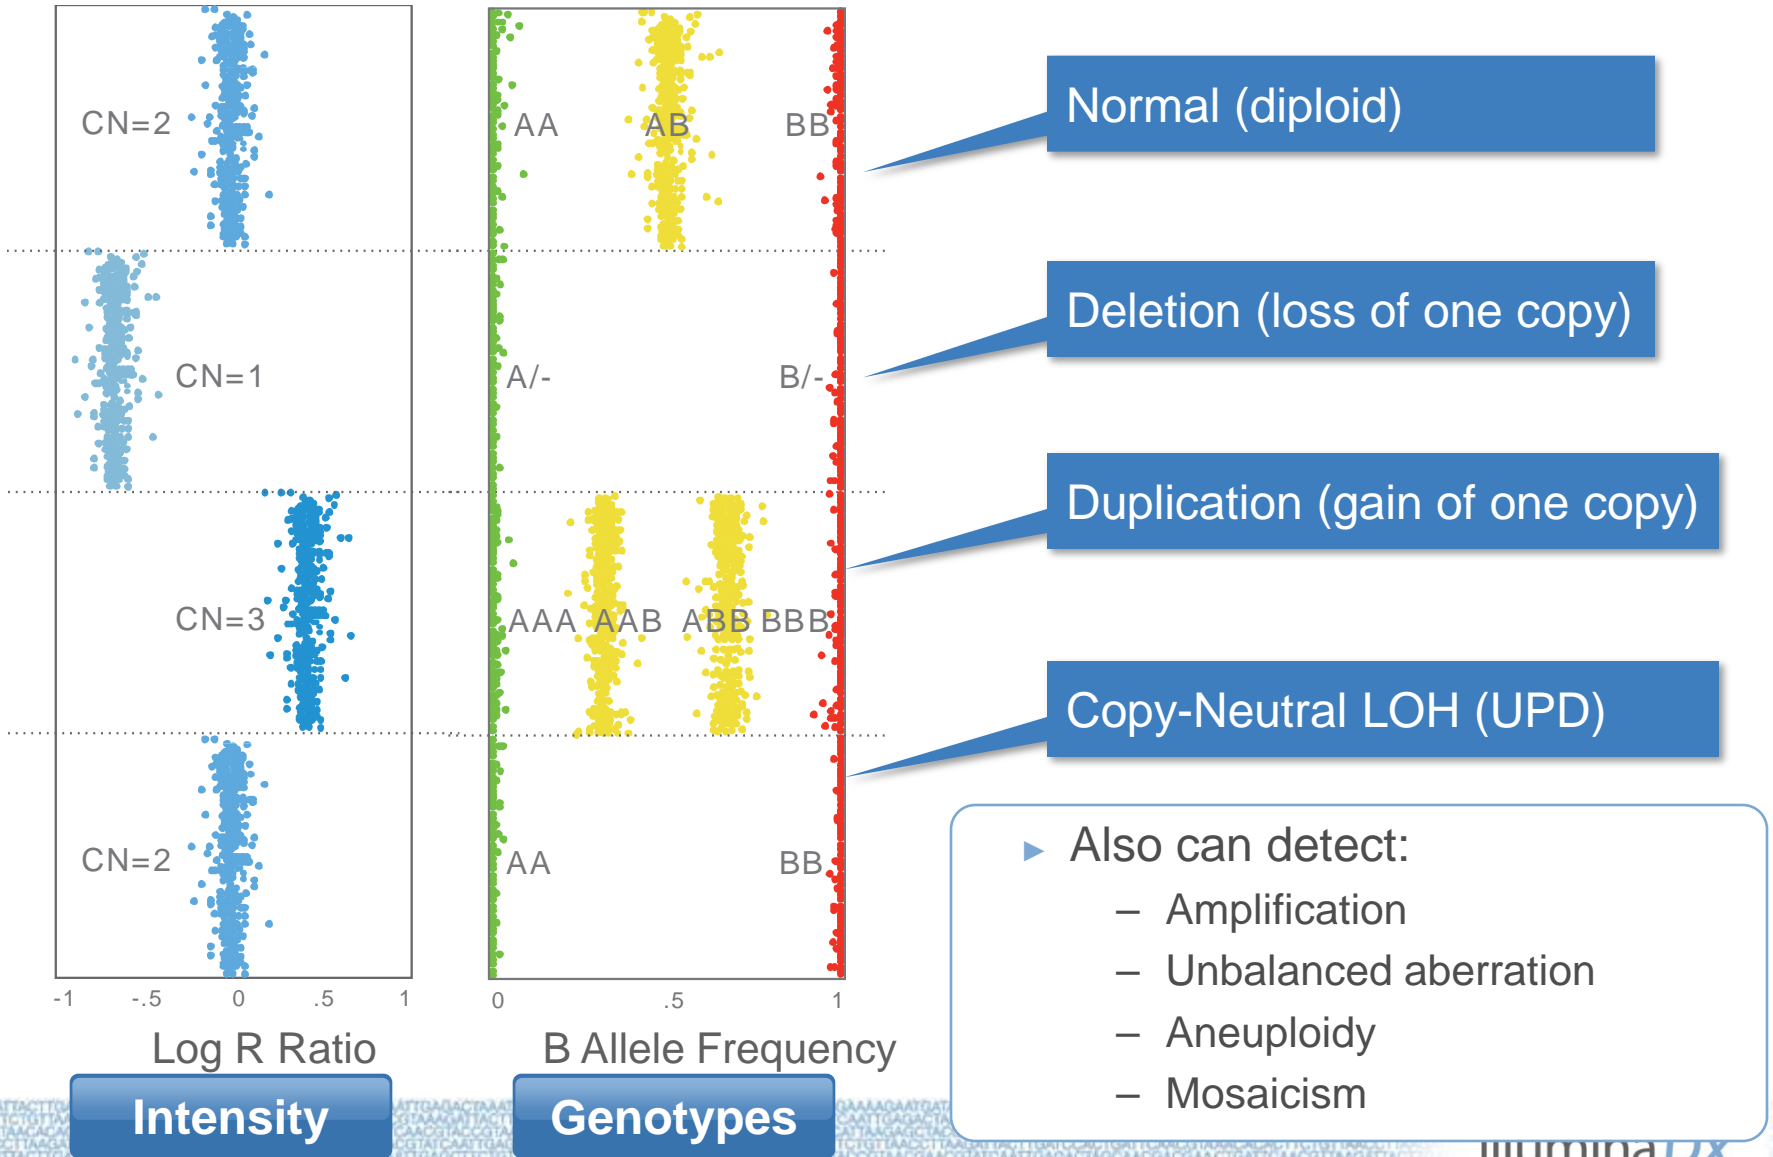 CN=2
AA AB BB
Normal (diploid)
CN=1
A/- B/-
Deletion (loss of one copy)
CN=3
AAA AAB ABB BBB
Duplication (gain of one copy)
CN=2
AA BB
Copy-Neutral LOH (UPD)
-1 -.5 0 .5 1
0 .5 1
Log R Ratio
B Allele Frequency
Intensity
Genotypes
► Also can detect:
– Amplification
– Unbalanced aberration
– Aneuploidy
– Mosaicism
illuminaDx